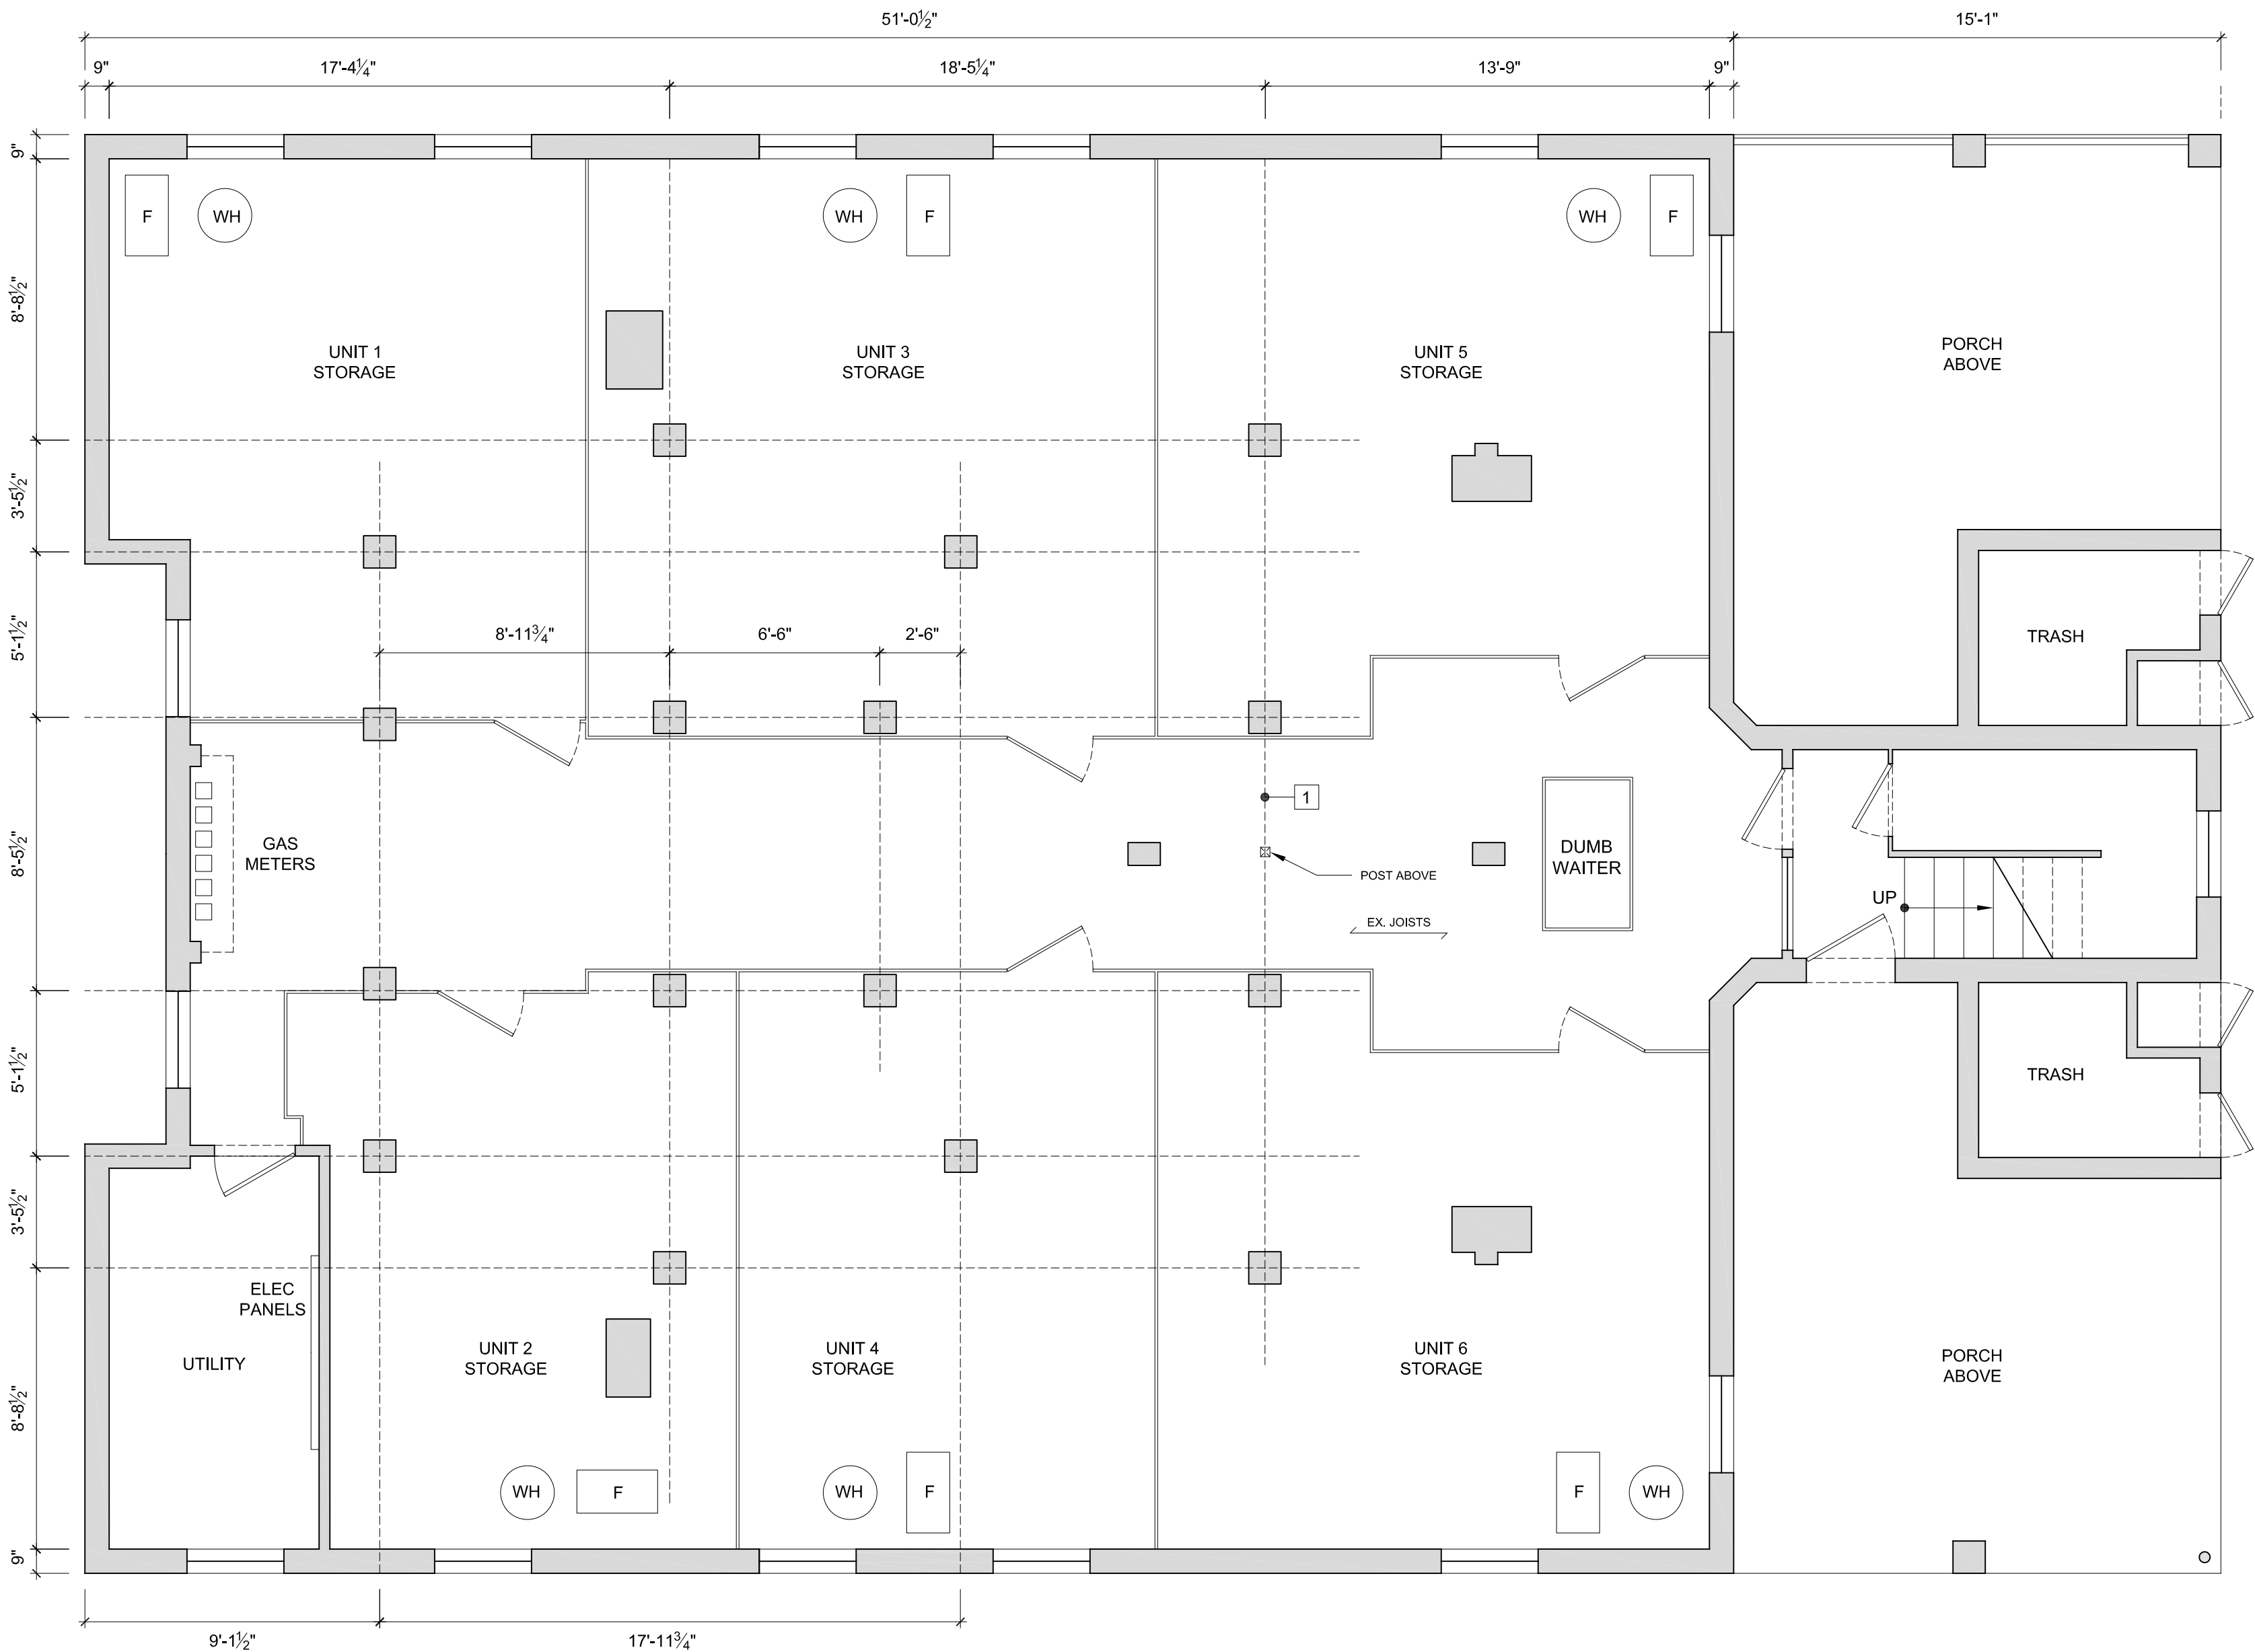 51'-0½"
15'-1"
9"
17'-4¼"
18'-5¼"
13'-9"
9"
9"
8'-8½"
3'-5½"
5'-1½"
8'-5½"
5'-1½"
3'-5½"
8'-8½"
9"
F
WH
WH
F
WH
F
UNIT 1
STORAGE
UNIT 3
STORAGE
UNIT 5
STORAGE
PORCH
ABOVE
8'-11¾"
6'-6"
2'-6"
TRASH
1
GAS
METERS
DUMB
WAITER
POST ABOVE
UP
EX. JOISTS
TRASH
ELEC
PANELS
UTILITY
UNIT 2
STORAGE
UNIT 4
STORAGE
UNIT 6
STORAGE
PORCH
ABOVE
WH
F
WH
F
F
WH
9'-1½"
17'-11¾"